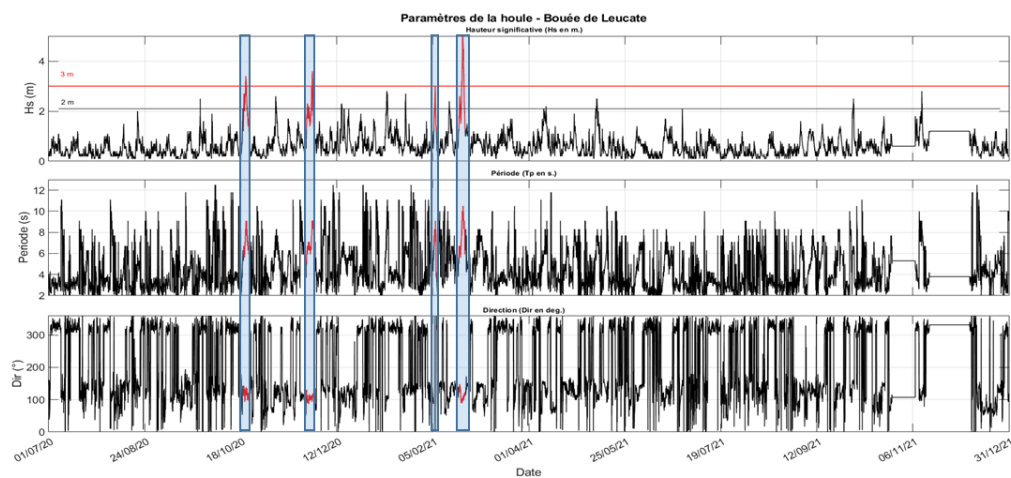 Paramètres de la houle - Bouée de Leucate
Hauteur significative (Hs en m.)
Hs (m)
4
2
0
3 m
2 m
Période (Tp en s.)
Période (s)
12
10
8
6
4
2
Direction (Dir en deg.)
Dir (°)
300
200
100
0
01/07/20 24/08/20 18/10/20 12/12/20 05/02/21 01/04/21 25/05/21 19/07/21 12/09/21 06/11/21 31/12/21
Date